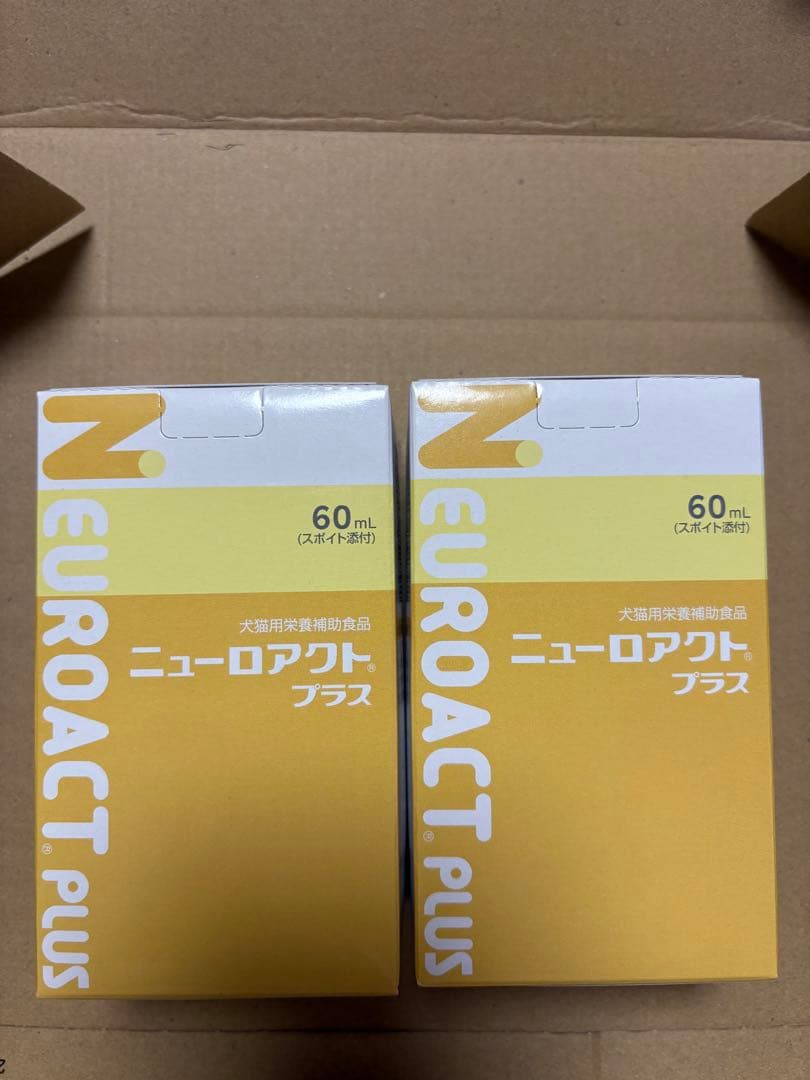 NEUROACT® PLUS
60mL
(スポイト添付)
犬猫用栄養補助食品
ニューロアクト®
プラス
NEUROACT® PLUS
60mL
(スポイト添付)
犬猫用栄養補助食品
ニューロアクト®
プラス